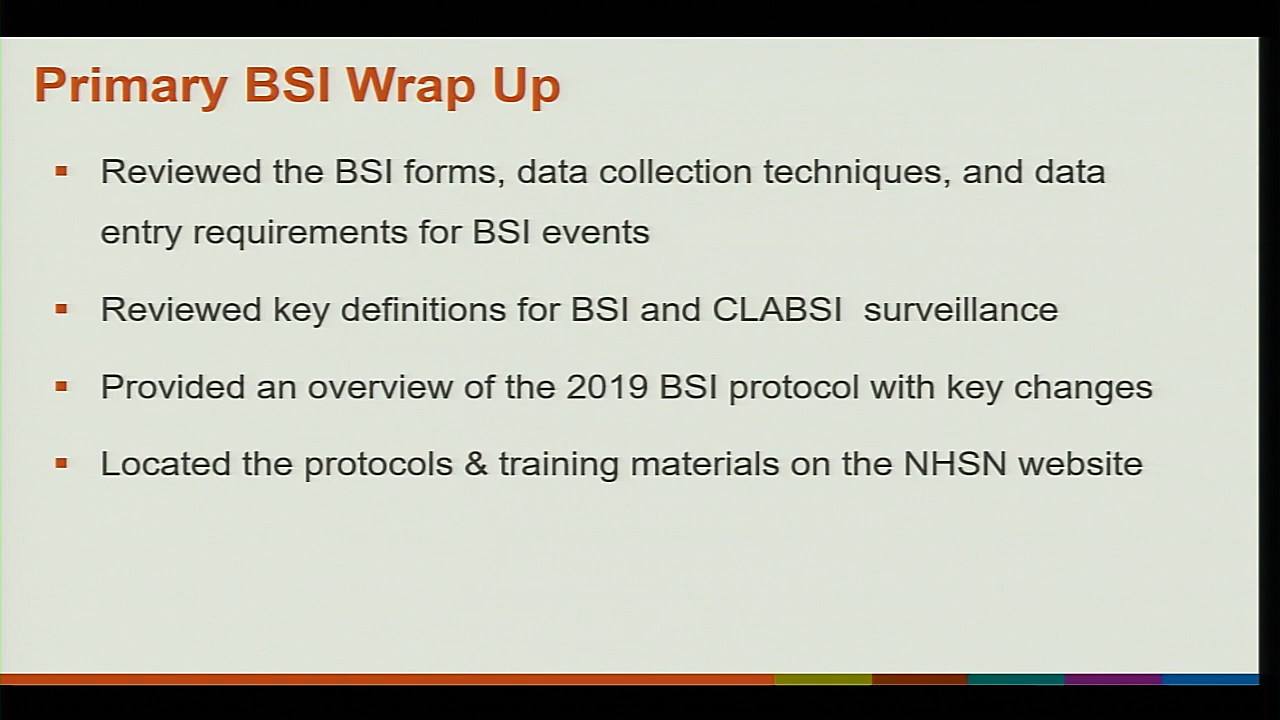 Primary BSI Wrap Up
▪ Reviewed the BSI forms, data collection techniques, and data
entry requirements for BSI events
▪ Reviewed key definitions for BSI and CLABSI  surveillance
▪ Provided an overview of the 2019 BSI protocol with key changes
▪ Located the protocols & training materials on the NHSN website